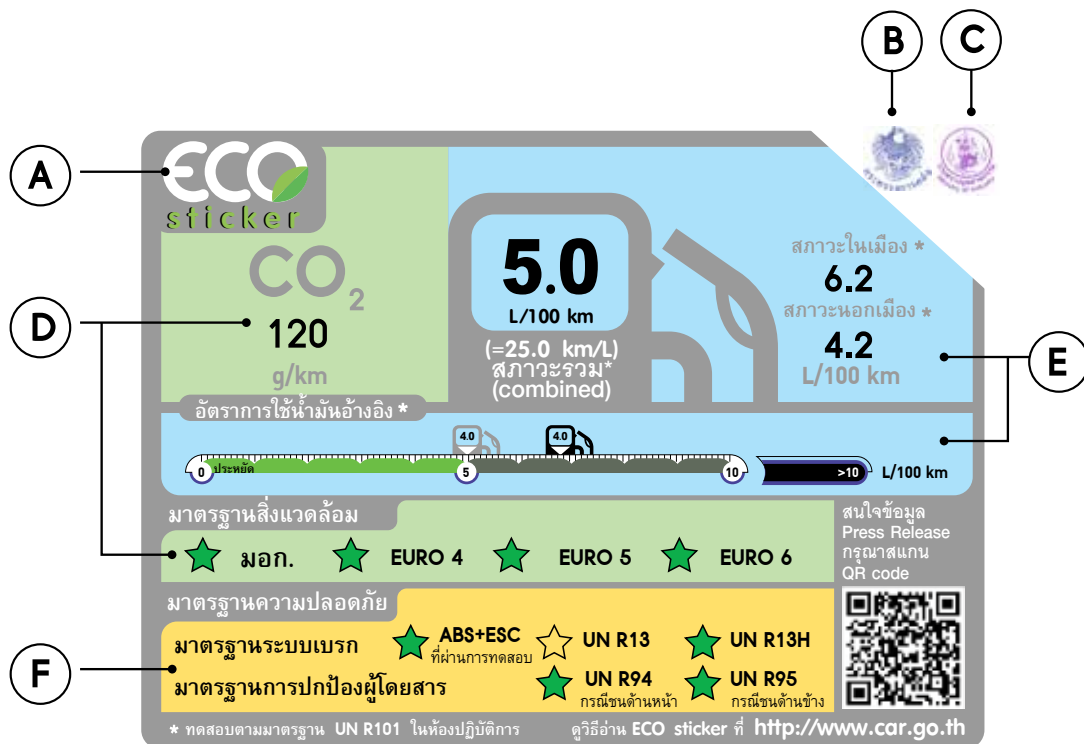 B
C
A
ECO
sticker
CO2
120
g/km
D
5.0
L/100 km
(=25.0 km/L)
สภาวะรวม*
(combined)
สภาวะในเมือง *
6.2
สภาวะนอกเมือง *
4.2
L/100 km
E
อัตราการใช้น้ำมันอ้างอิง *
4.0
4.0
0 ประหยัด 5 10 >10 L/100 km
มาตรฐานสิ่งแวดล้อม
มอก. EURO 4 EURO 5 EURO 6
สนใจข้อมูล
Press Release
กรุณาสแกน
QR code
มาตรฐานความปลอดภัย
มาตรฐานระบบเบรก ABS+ESC UN R13 UN R13H
ที่ผ่านการทดสอบ
F
มาตรฐานการปกป้องผู้โดยสาร UN R94 UN R95
กรณีชนด้านหน้า กรณีชนด้านข้าง
* ทดสอบตามมาตรฐาน UN R101 ในห้องปฏิบัติการ ดูวิธีอ่าน ECO sticker ที่ http://www.car.go.th